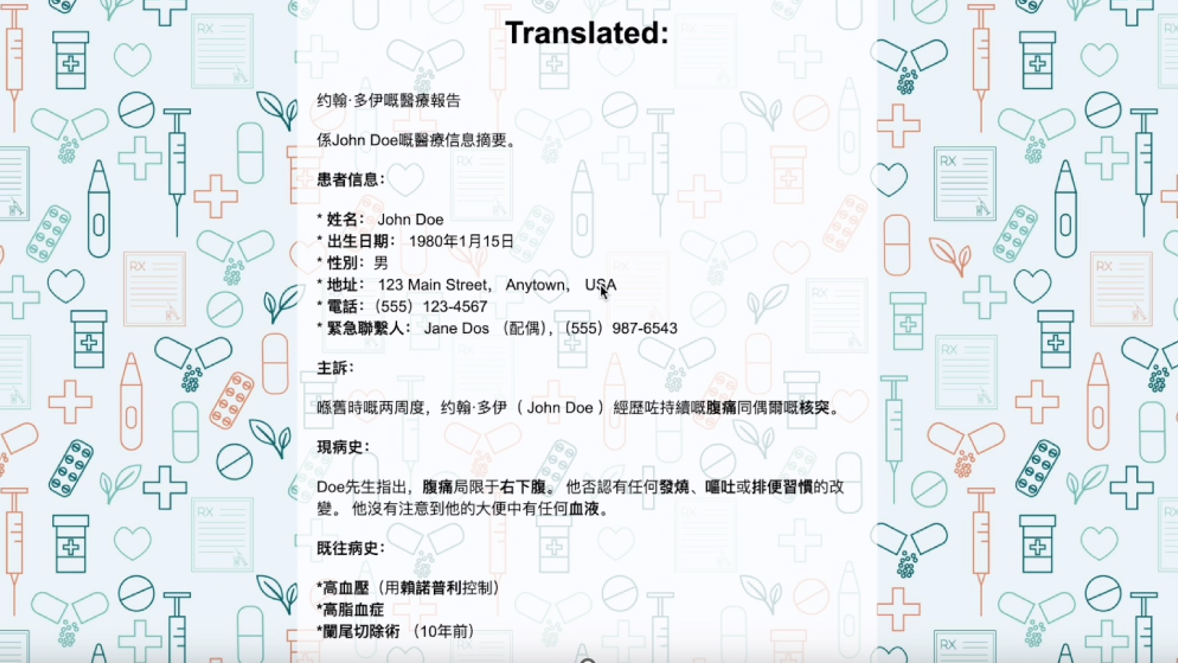 Translated:
约翰·多伊嘅醫療報告
係John Doe嘅醫療信息摘要。
患者信息：
* 姓名： John Doe
* 出生日期： 1980年1月15日
* 性別：男
* 地址： 123 Main Street， Anytown， USA
* 電話：（555）123-4567
* 緊急聯繫人： Jane Dos （配偶），（555）987-6543
主訴：
喺舊時嘅两周度，约翰·多伊（ John Doe ）經歷咗持續嘅腹痛同偶爾嘅核突。
現病史：
Doe先生指出，腹痛局限于右下腹。 他否認有任何發燒、嘔吐或排便習慣的改
變。 他沒有注意到他的大便中有任何血液。
既往病史：
*高血壓（用賴諾普利控制）
*高脂血症
*闌尾切除術 （10年前）